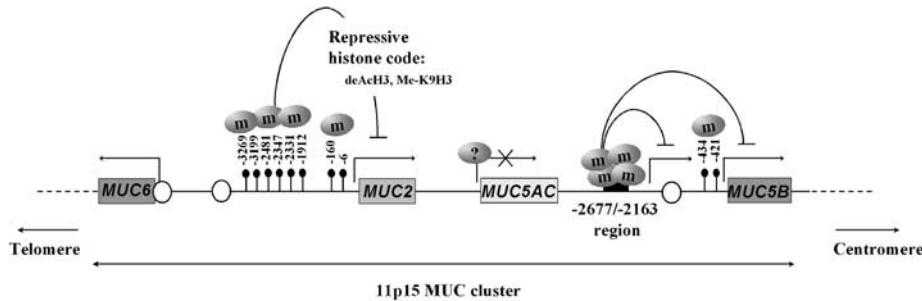 Repressive
histone code:
deAcH3, Me-K9H3
m m m m m
-3269
-3199
-2481
-2347
-2331
-1912
-160
-6
?
m m m m
-434
-421
MUC6 MUC2 MUC5AC MUC5B
-2677/-2163
region
Telomere Centromere
11p15 MUC cluster